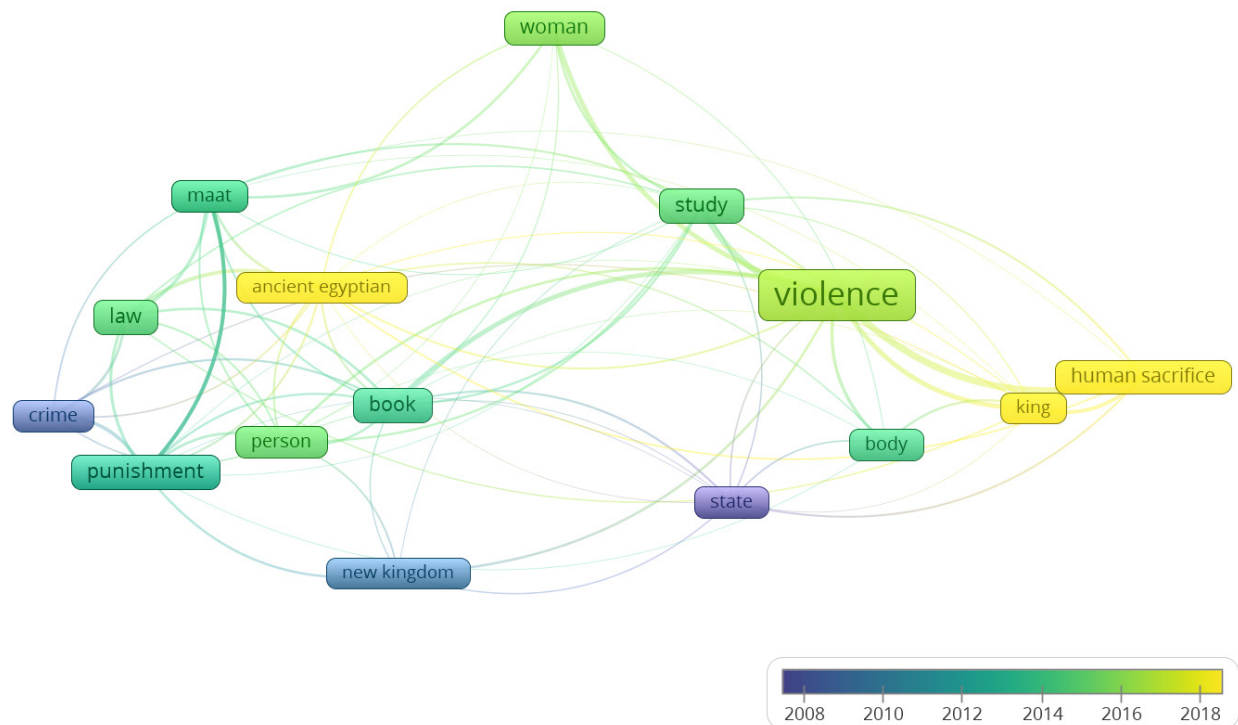 woman
maat
study
ancient egyptian
violence
law
human sacrifice
book
king
crime
person
body
punishment
state
new kingdom
2008 2010 2012 2014 2016 2018